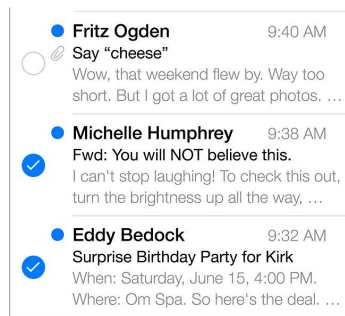 Fritz Ogden 9:40 AM
Say “cheese”
Wow, that weekend flew by. Way too
short. But I got a lot of great photos. ...
Michelle Humphrey 9:38 AM
Fwd: You will NOT believe this.
I can't stop laughing! To check this out,
turn the brightness up all the way, ...
Eddy Bedock 9:32 AM
Surprise Birthday Party for Kirk
When: Saturday, June 15, 4:00 PM.
Where: Om Spa. So here's the deal. ...